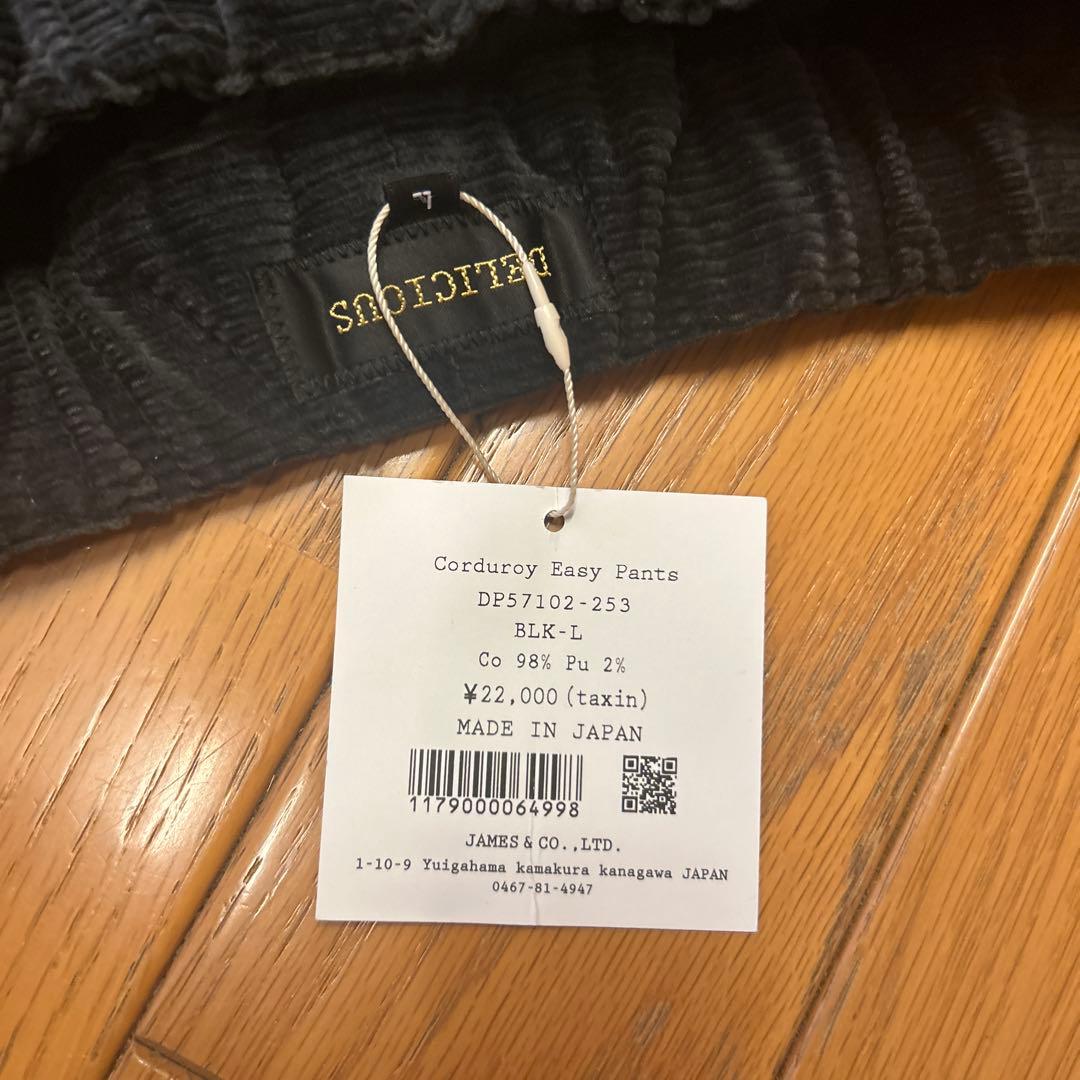 L
DELICIOUS
Corduroy Easy Pants
DP57102-253
BLK-L
Co 98% Pu 2%
¥22,000(taxin)
MADE IN JAPAN
1179000064998
JAMES & CO.,LTD.
1-10-9 Yuigahama kamakura kanagawa JAPAN
0467-81-4947